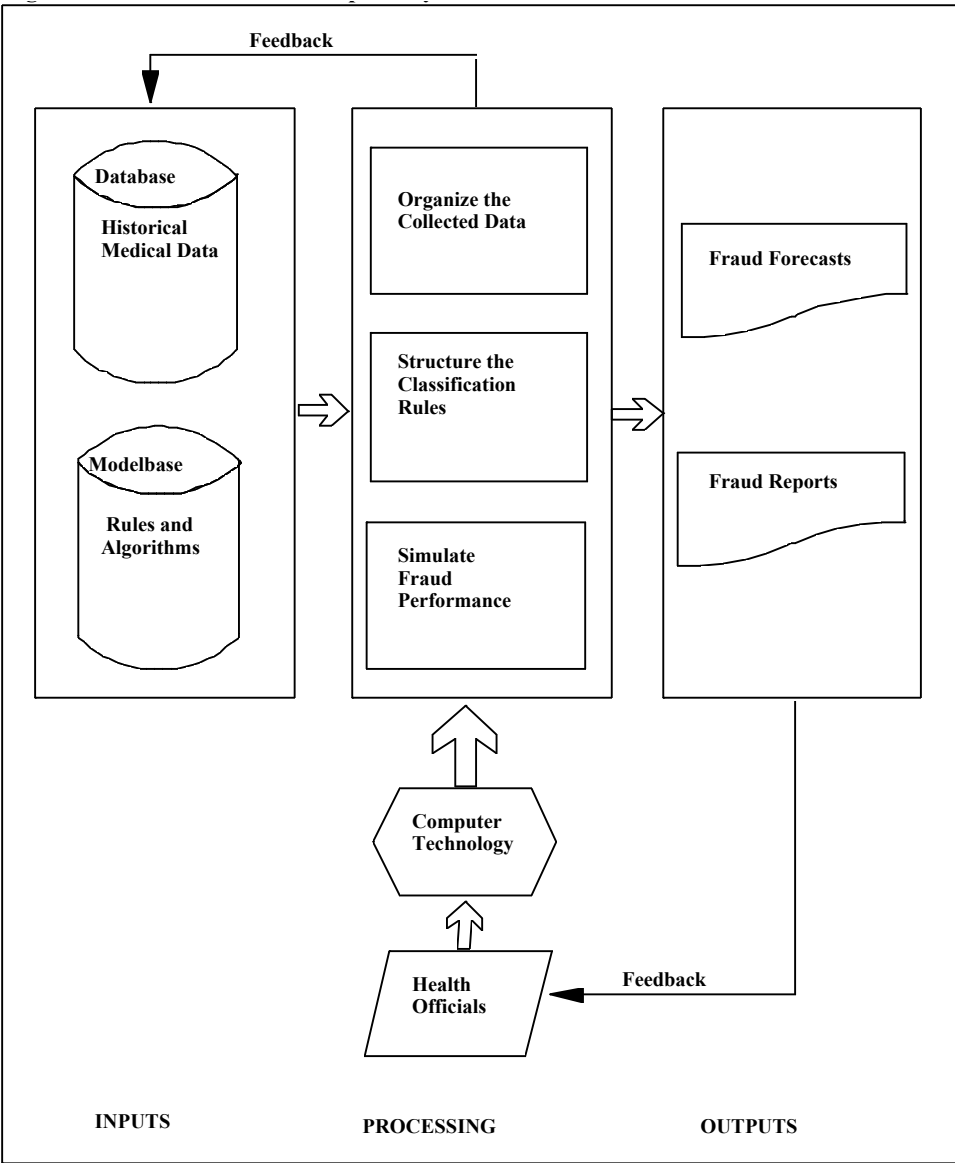 Feedback
Database
Historical
Medical Data
Modelbase
Rules and
Algorithms
Organize the
Collected Data
Structure the
Classification
Rules
Simulate
Fraud
Performance
Fraud Forecasts
Fraud Reports
Computer
Technology
Health
Officials
Feedback
INPUTS
PROCESSING
OUTPUTS